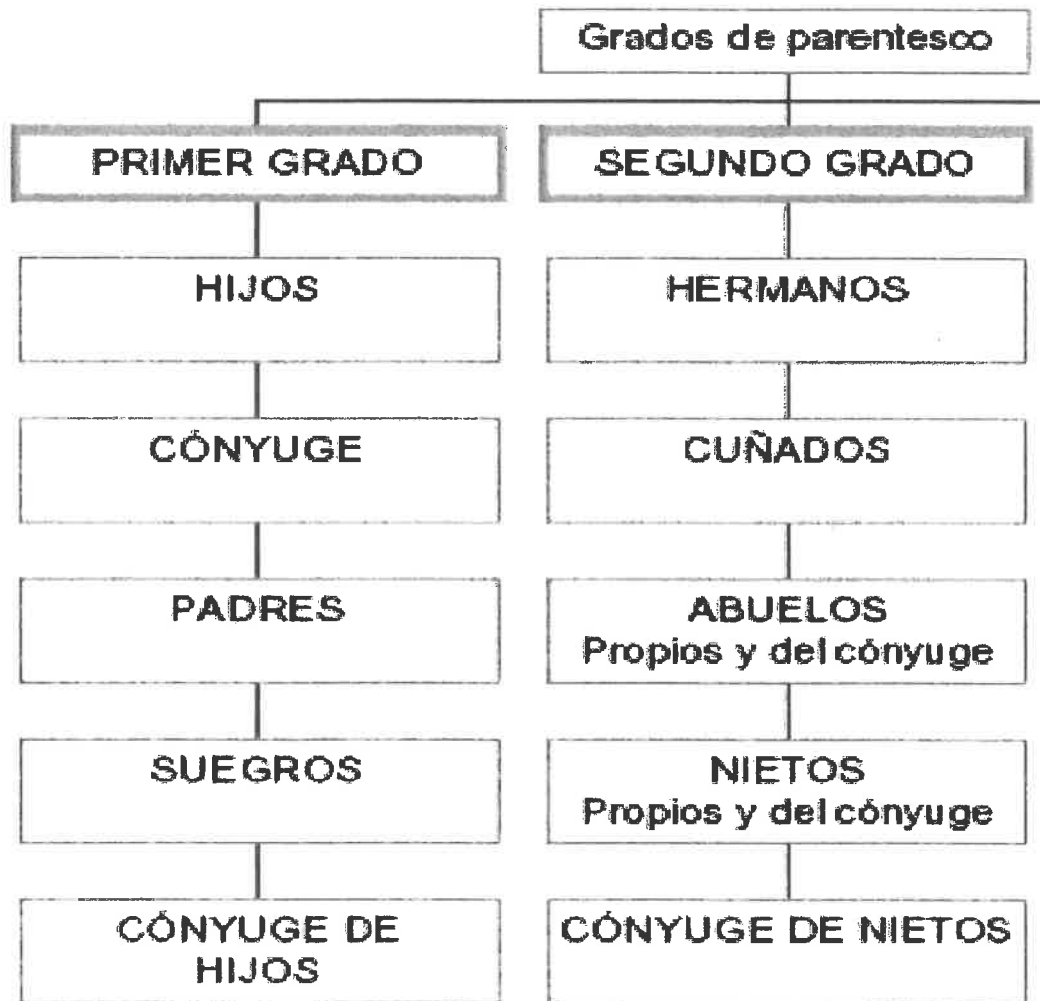 Grados de parentesco
PRIMER GRADO
HIJOS
CÓNYUGE
PADRES
SUEGROS
CÓNYUGE DE
HIJOS
SEGUNDO GRADO
HERMANOS
CUÑADOS
ABUELOS
Propios y del cónyuge
NIETOS
Propios y del cónyuge
CÓNYUGE DE NIETOS